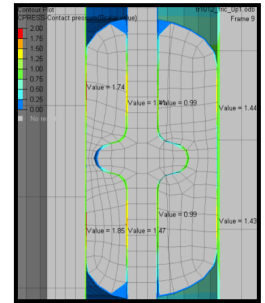 Contour Plot
CPRESS-Contact pressure
Frame 9
2.00
1.75
1.50
1.25
1.00
0.75
0.50
0.25
0.00
No result
Value = 1.74
Value = 0.99
Value = 1.44
Value = 0.99
Value = 1.85
Value = 1.47
Value = 1.43